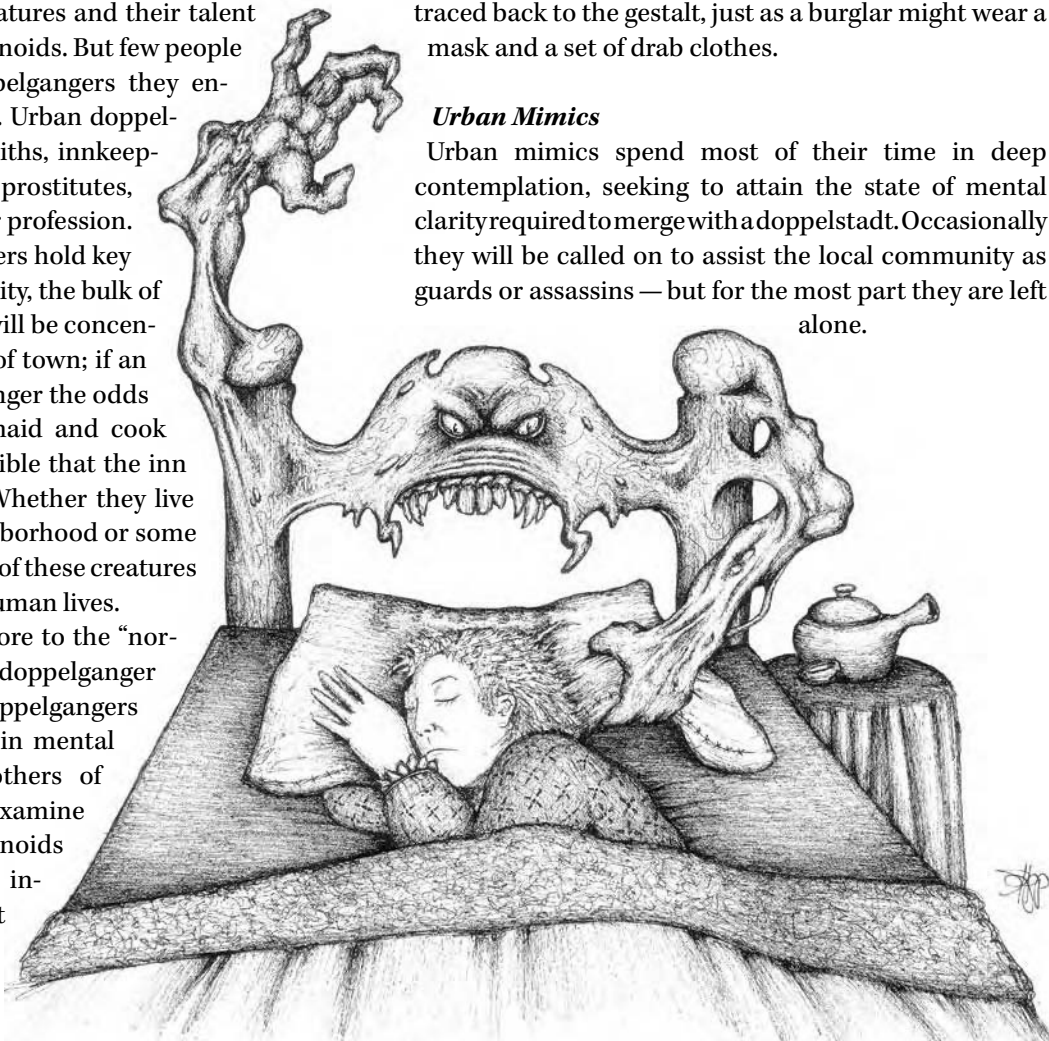 atures and their talent
noids. But few people
pelgangers they en-
. Urban doppel-
iths, innkeep-
prostitutes,
r profession.
ers hold key
ity, the bulk of
will be concen-
of town; if an
nger the odds
naid and cook
ible that the inn
Whether they live
borhood or some
of these creatures
uman lives.
ore to the “nor-
doppelganger
ppelgangers
in mental
others of
xamine
noids
in-
t
traced back to the gestalt, just as a burglar might wear a
mask and a set of drab clothes.
Urban Mimics
Urban mimics spend most of their time in deep
contemplation, seeking to attain the state of mental
clarity required to merge with a doppelstadt. Occasionally
they will be called on to assist the local community as
guards or assassins — but for the most part they are left
alone.